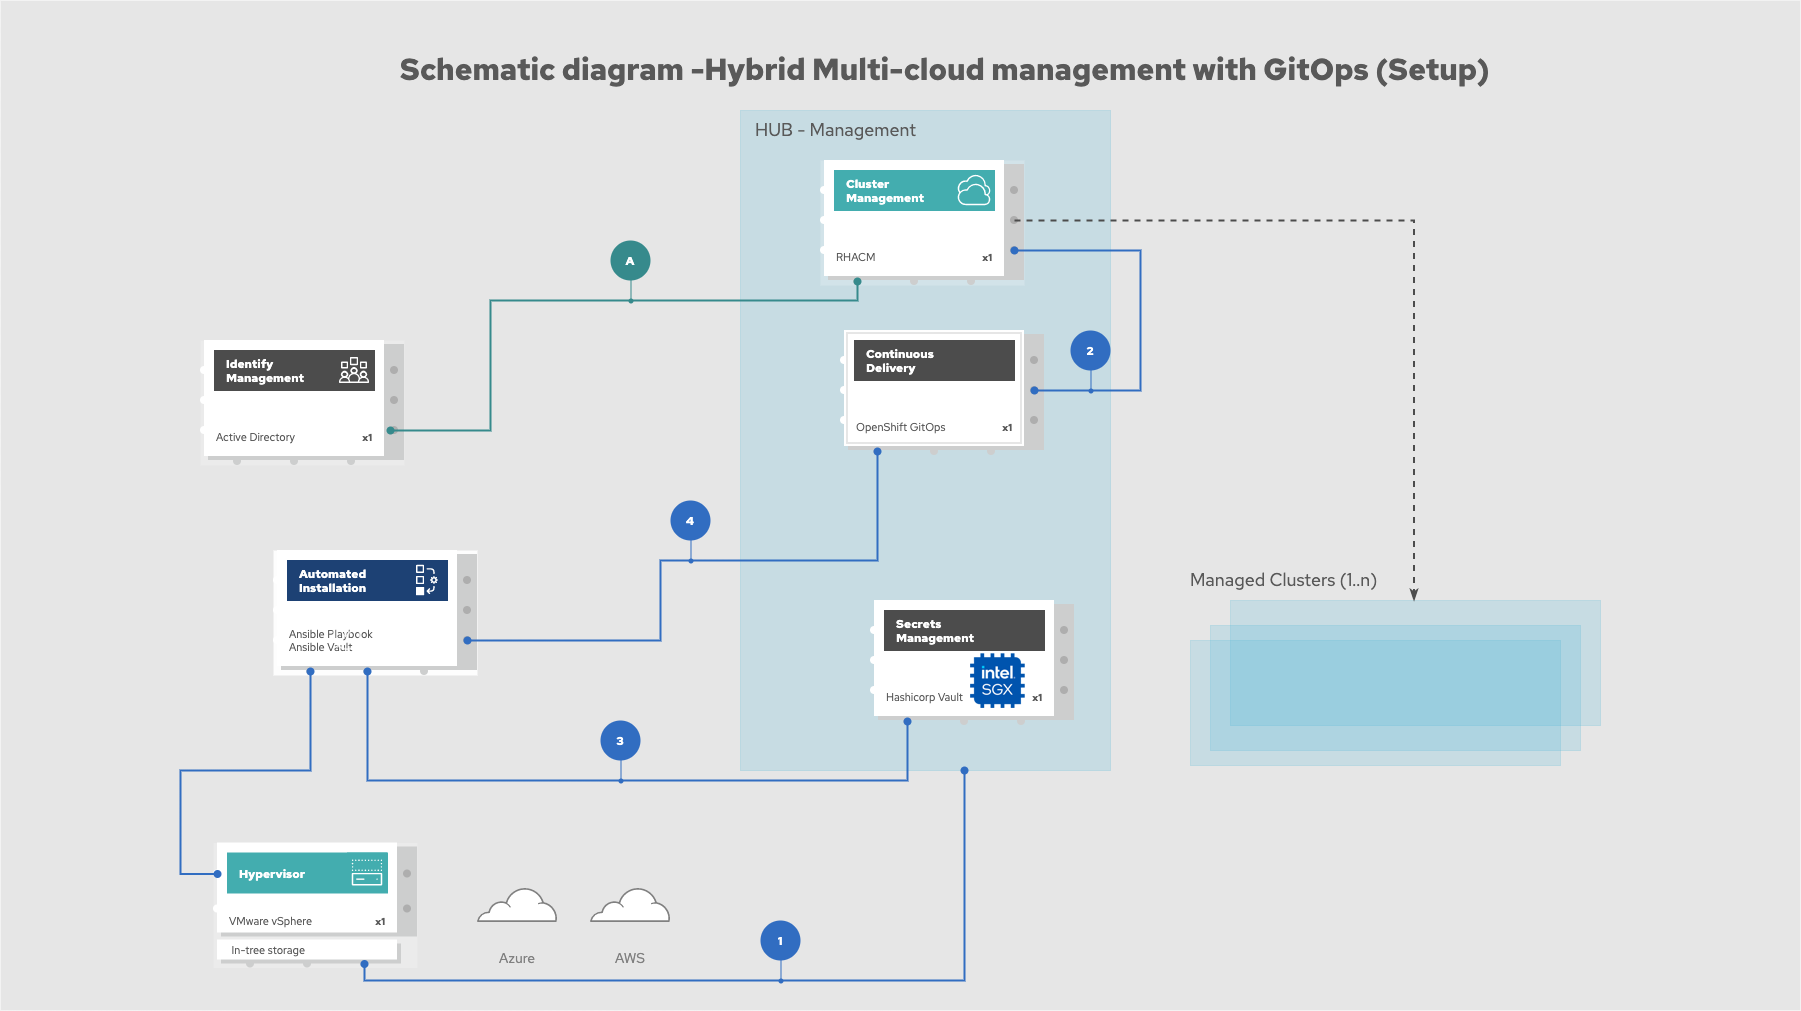 Schematic diagram -Hybrid Multi-cloud management with GitOps (Setup)
HUB - Management
Cluster
Management
RHACM x1
A
Identify
Management
Active Directory x1
Continuous
Delivery
OpenShift GitOps x1
2
4
Automated
Installation
Ansible Playbook
Ansible Vault
Managed Clusters (1..n)
Secrets
Management
intel
SGX
Hashicorp Vault x1
3
Hypervisor
VMware vSphere x1
In-tree storage
Azure
AWS
1